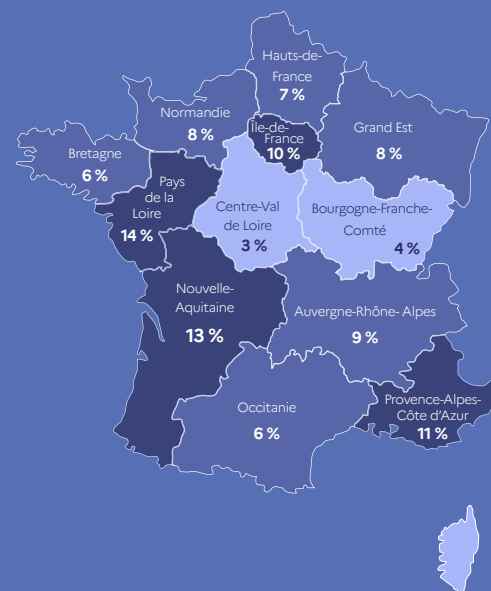 Hauts-de-
France
7 %
Normandie
8 %
Île-de-
France
10 %
Grand Est
8 %
Bretagne
6 %
Pays
de la
Loire
14 %
Centre-Val
de Loire
3 %
Bourgogne-Franche-
Comté
4 %
Nouvelle-
Aquitaine
13 %
Auvergne-Rhône- Alpes
9 %
Occitanie
6 %
Provence-Alpes-
Côte d'Azur
11 %